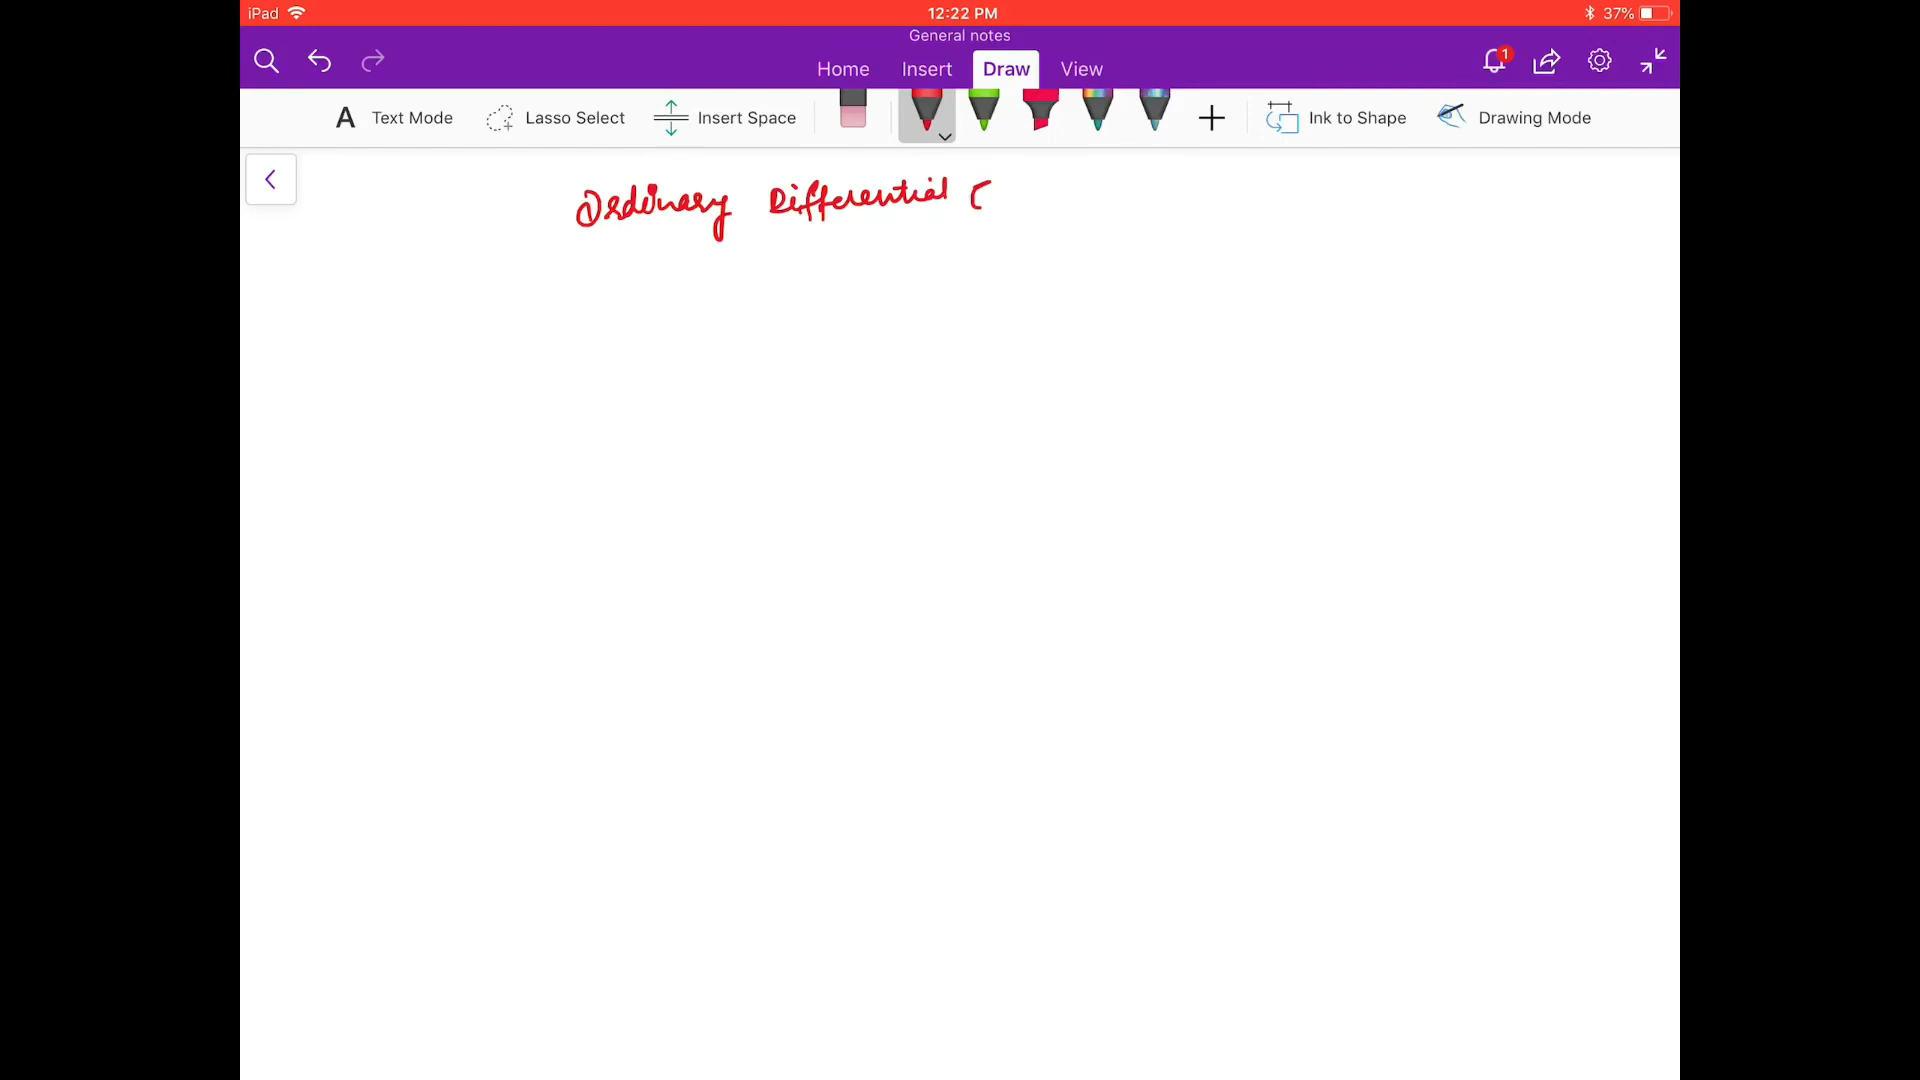 iPad 12:22 PM 37%
General notes
Home Insert Draw View 1
A Text Mode Lasso Select Insert Space Ink to Shape Drawing Mode
Ordinary Differential